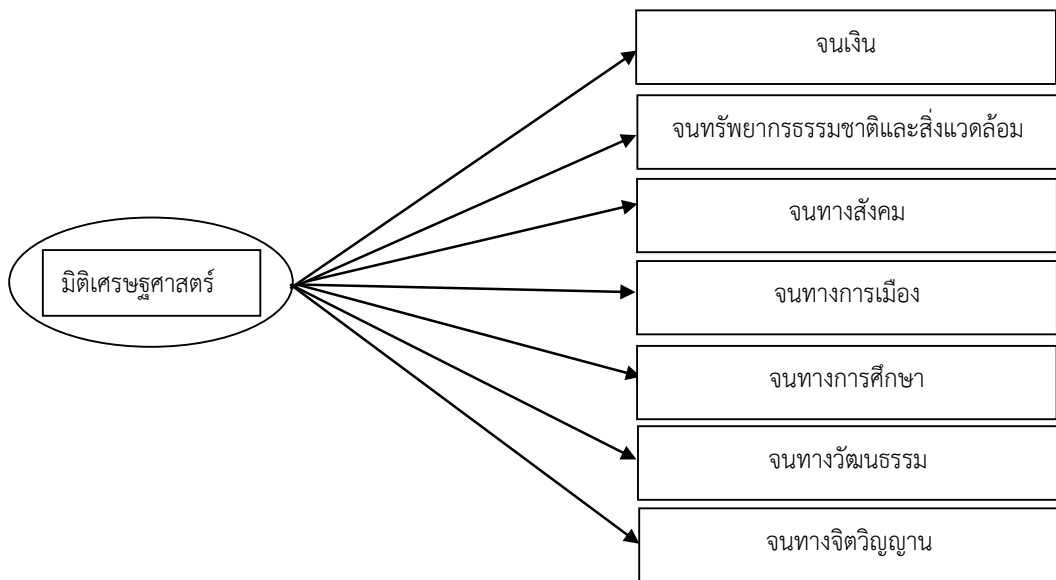 จนเงิน
จนทรัพยากรธรรมชาติและสิ่งแวดล้อม
จนทางสังคม
มิติเศรษฐศาสตร์
จนทางการเมือง
จนทางการศึกษา
จนทางวัฒนธรรม
จนทางจิตวิญญาน